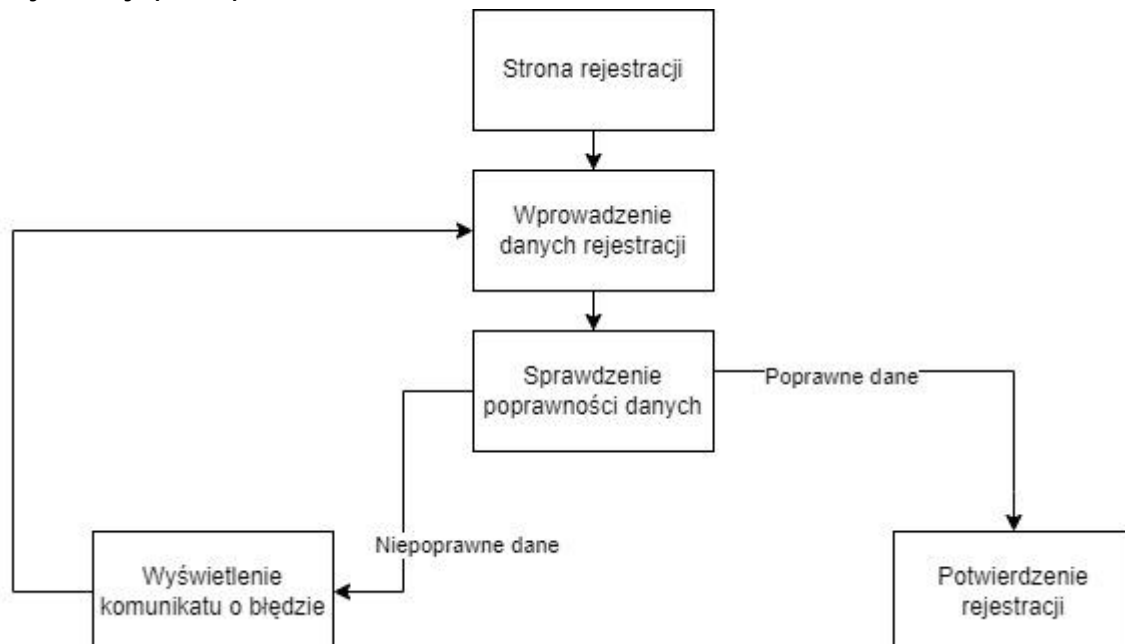 Strona rejestracji
Wprowadzenie
danych rejestracji
Sprawdzenie
poprawności danych
Poprawne dane
Niepoprawne dane
Wyświetlenie
komunikatu o błędzie
Potwierdzenie
rejestracji